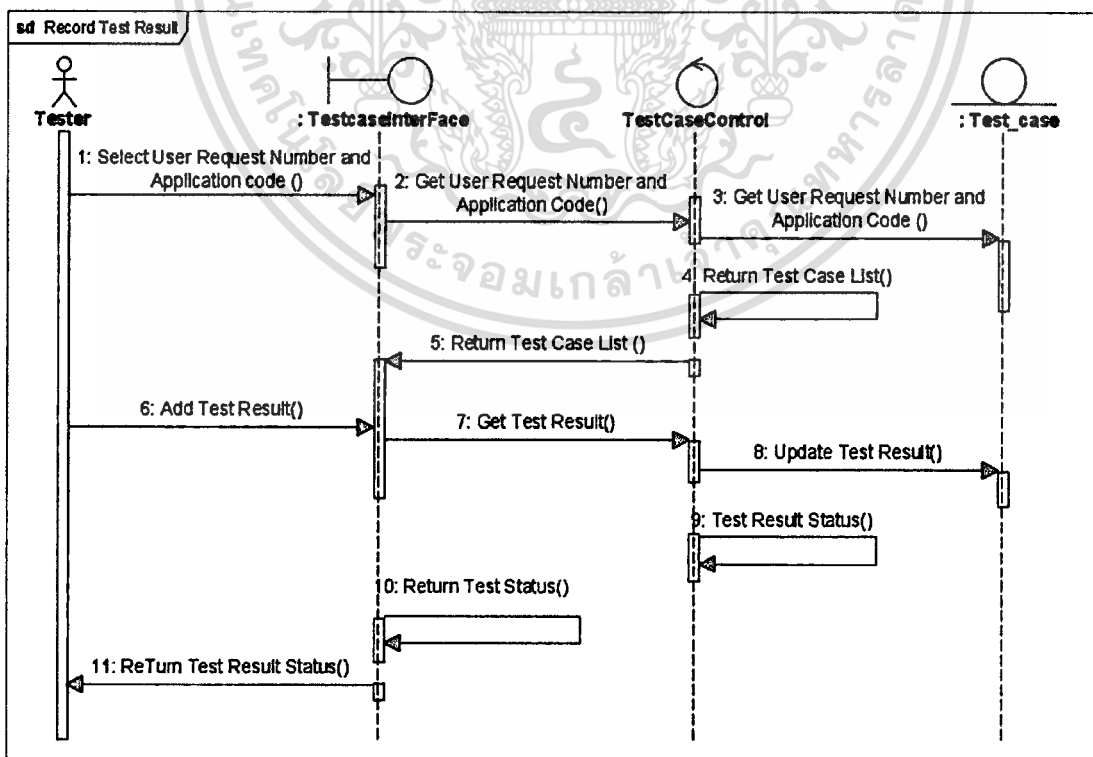 sd Record Test Result
Tester
: TestcaseInterFace
TestCaseControl
: Test_case
1: Select User Request Number and
Application code ()
2: Get User Request Number and
Application Code()
3: Get User Request Number and
Application Code ()
4: Return Test Case List()
5: Return Test Case List ()
6: Add Test Result()
7: Get Test Result()
8: Update Test Result()
9: Test Result Status()
10: Return Test Status()
11: ReTurn Test Result Status()